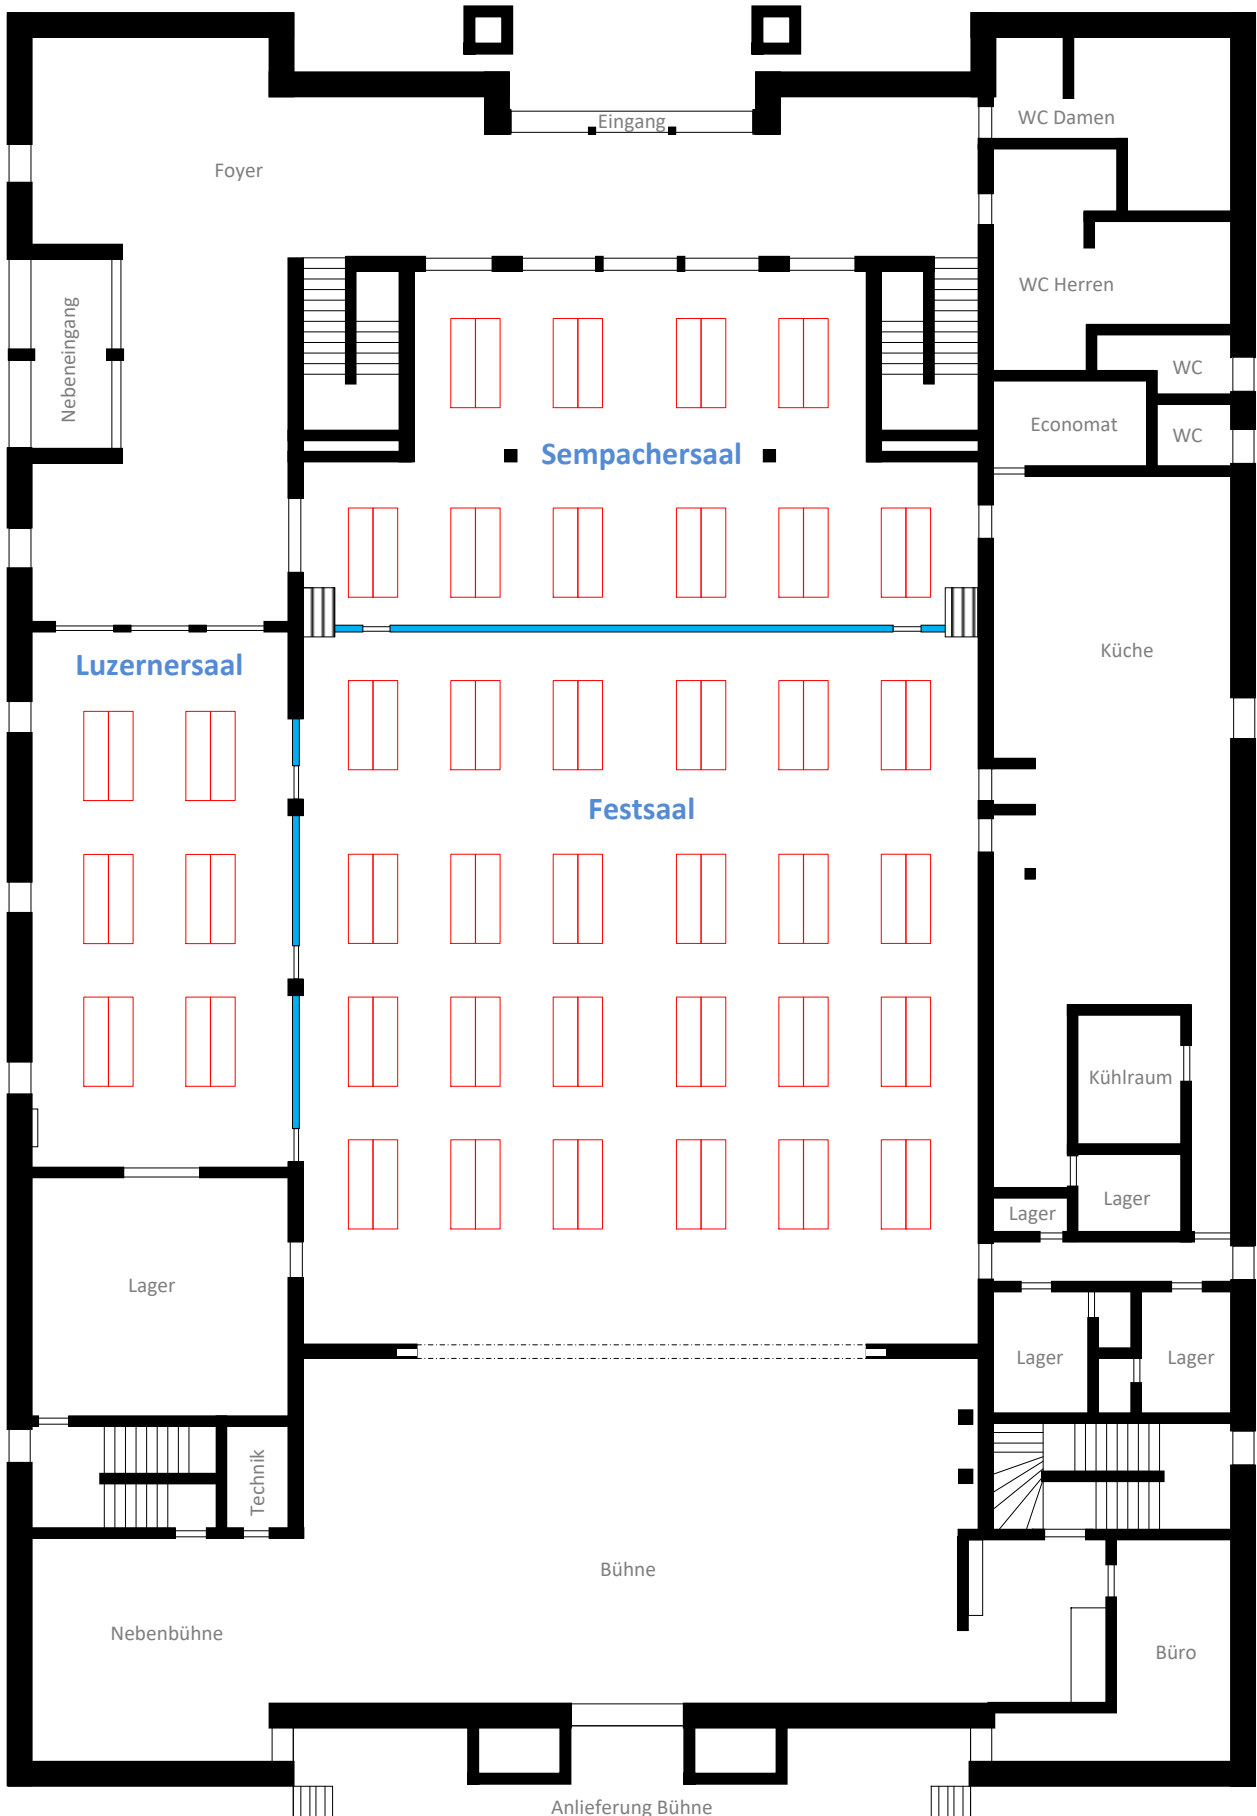 Eingang
WC Damen
Foyer
WC Herren
Nebeneingang
WC
Economat
WC
Sempachersaal
Küche
Luzernersaal
Festsaal
Kühlraum
Lager
Lager
Lager
Lager
Lager
Technik
Bühne
Nebenbühne
Büro
Anlieferung Bühne